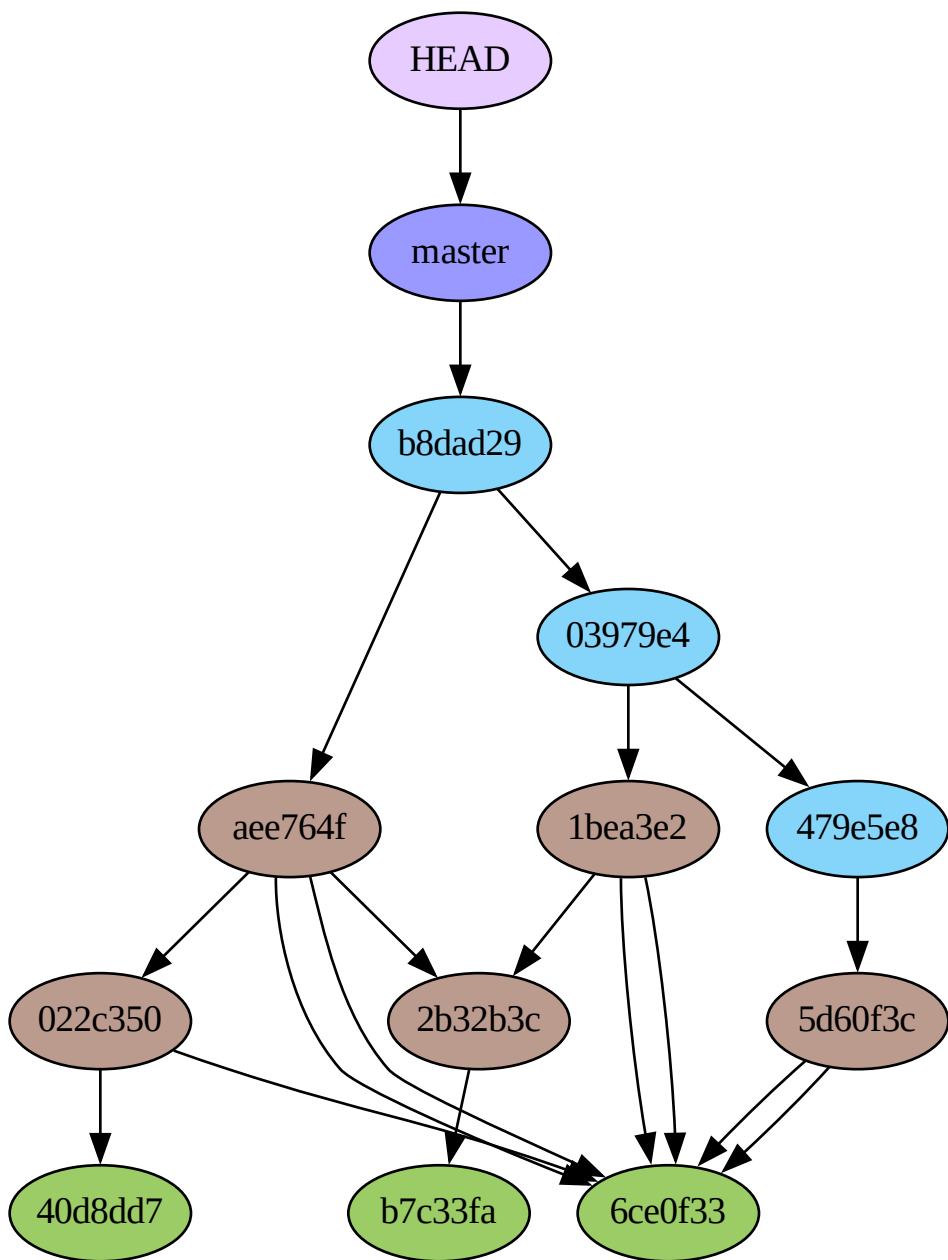 HEAD
master
b8dad29
03979e4
aee764f
1bea3e2
479e5e8
022c350
2b32b3c
5d60f3c
40d8dd7
b7c33fa
6ce0f33